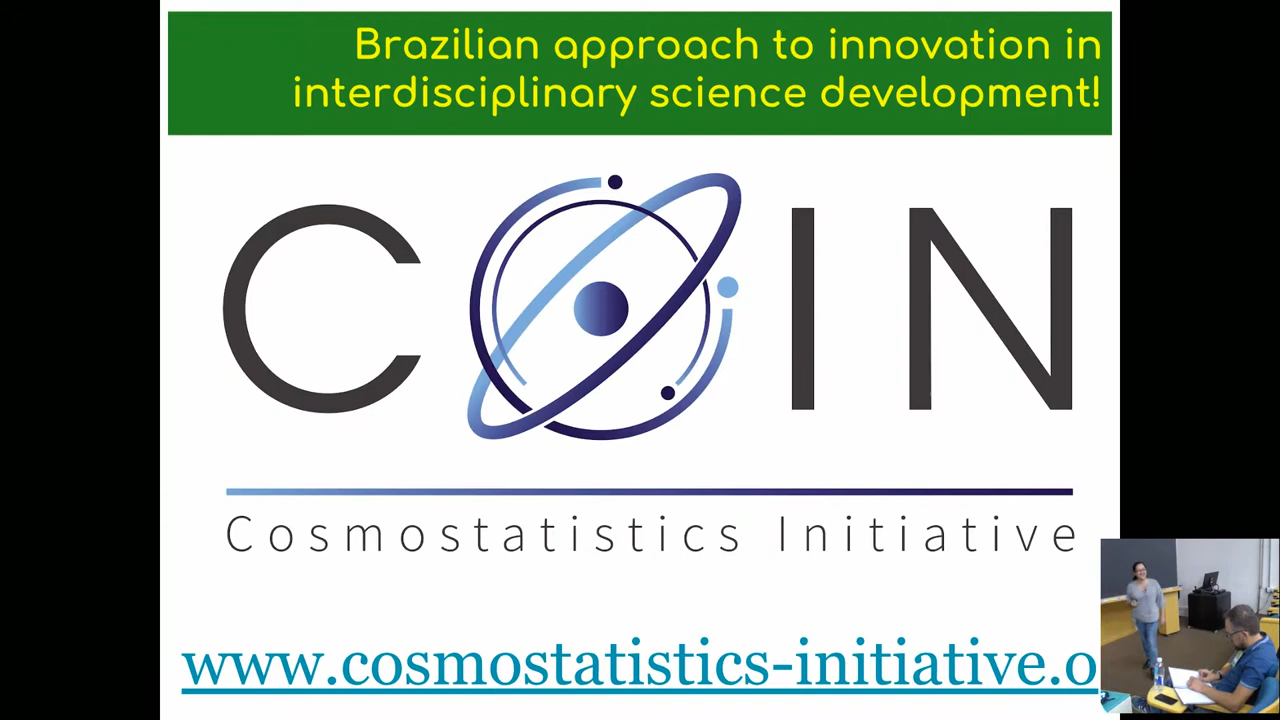 Brazilian approach to innovation in
interdisciplinary science development!
COIN
Cosmostatistics Initiative
www.cosmostatistics-initiative.o